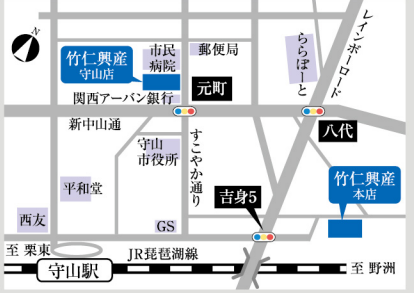 N
竹仁興産
守山店
市民
病院
郵便局
ららぽーと
レインボーロード
元町
関西アーバン銀行
新中山通
八代
守山
市役所
すこやか通り
平和堂
吉身5
竹仁興産
本店
西友
GS
至 栗東
JR琵琶湖線
守山駅
至 野洲